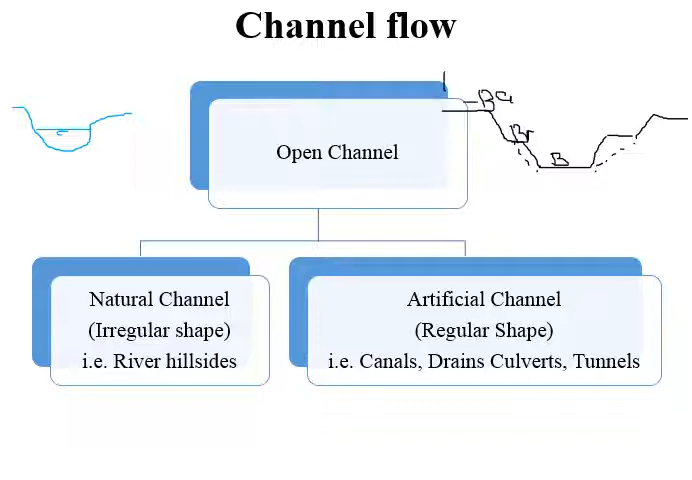 Channel flow
Open Channel
B
Natural Channel
(Irregular shape)
i.e. River hillsides
Artificial Channel
(Regular Shape)
i.e. Canals, Drains Culverts, Tunnels